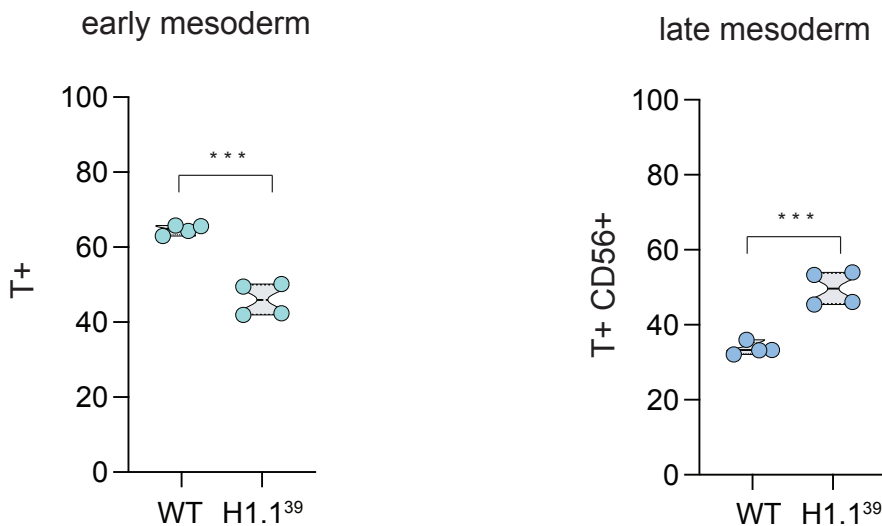 early mesoderm
T+
100
80
60
40
20
0
***
WT
H1.1³⁹
late mesoderm
T+ CD56+
100
80
60
40
20
0
***
WT
H1.1³⁹